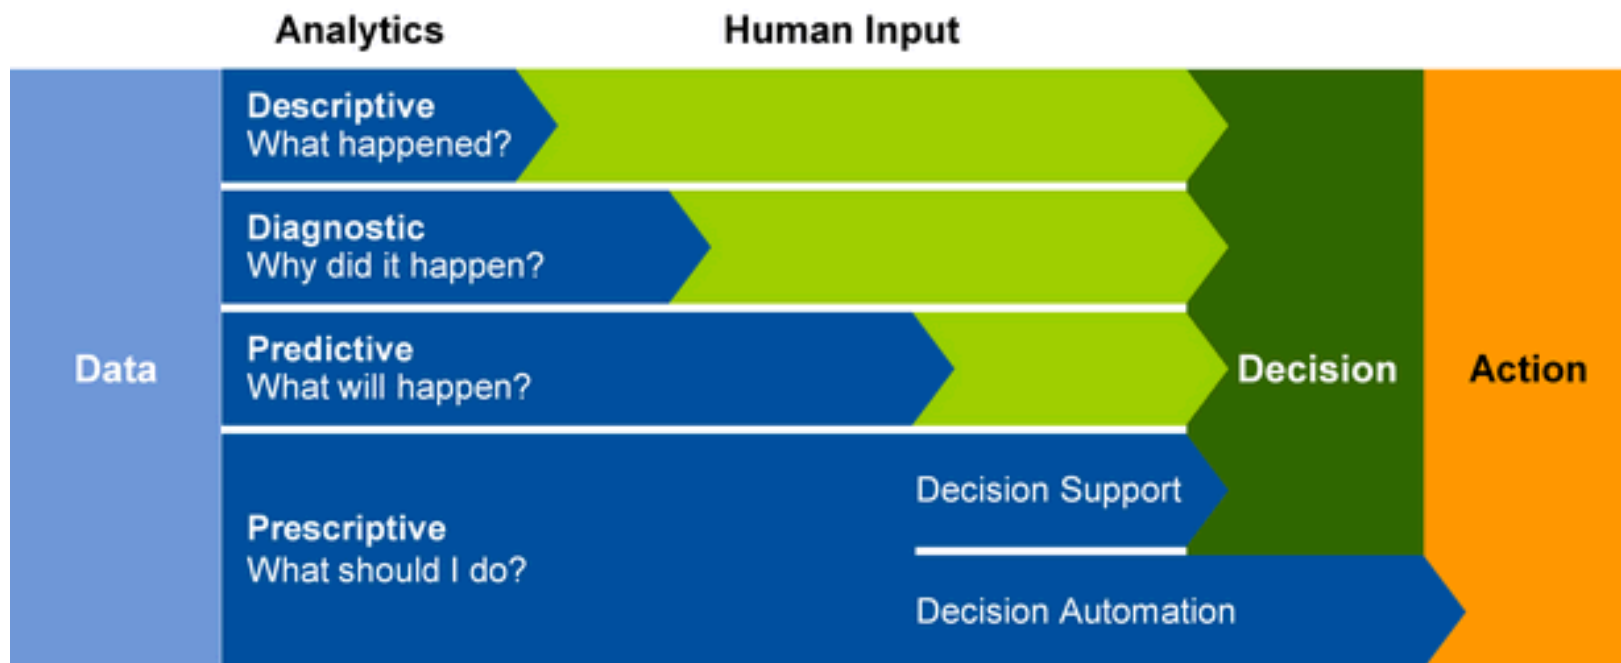 Analytics
Human Input
Data
Descriptive
What happened?
Diagnostic
Why did it happen?
Predictive
What will happen?
Prescriptive
What should I do?
Decision Support
Decision Automation
Decision
Action